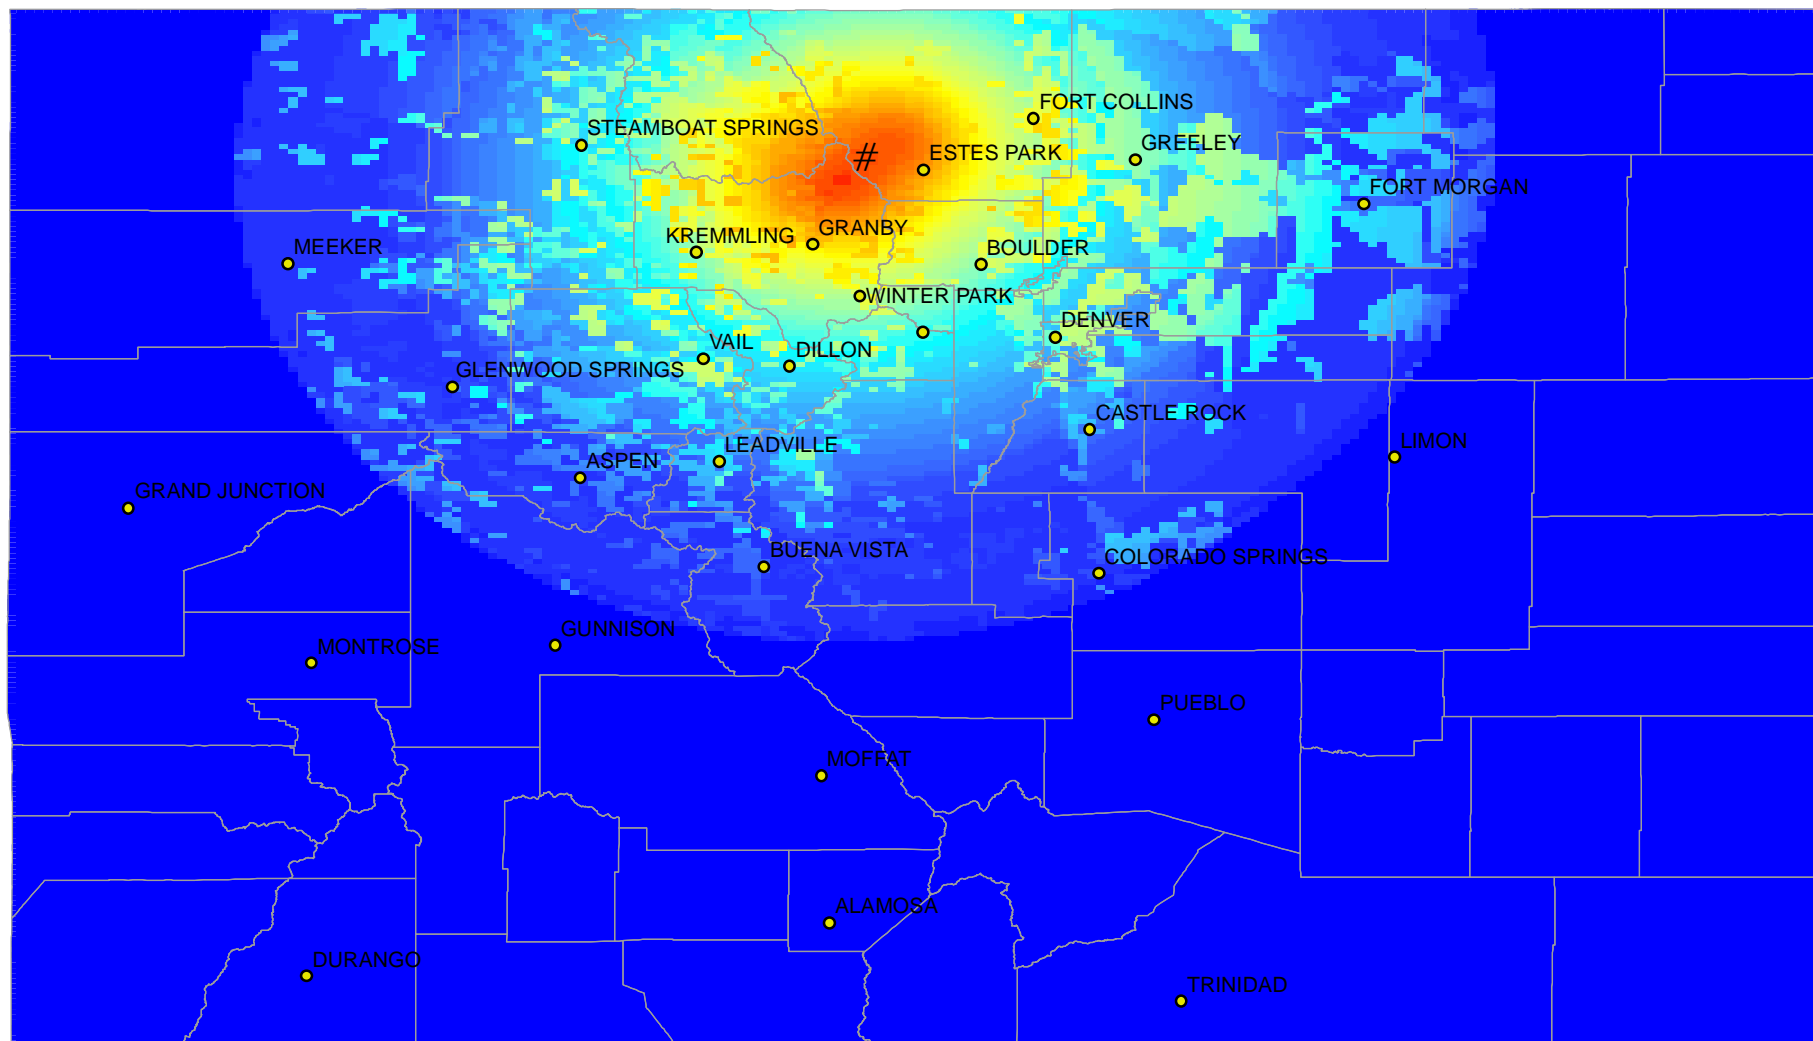 FORT COLLINS
STEAMBOAT SPRINGS
#
ESTES PARK
GREELEY
FORT MORGAN
KREMMLING
GRANBY
MEEKER
BOULDER
WINTER PARK
DENVER
VAIL
DILLON
GLENWOOD SPRINGS
CASTLE ROCK
LIMON
LEADVILLE
ASPEN
GRAND JUNCTION
BUENA VISTA
COLORADO SPRINGS
GUNNISON
MONTROSE
PUEBLO
MOFFAT
ALAMOSA
DURANGO
TRINIDAD